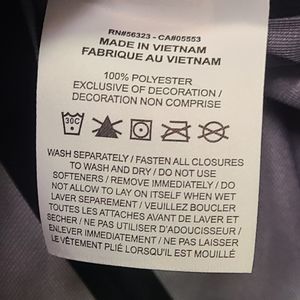 RN#56323 - CA#05553
MADE IN VIETNAM
FABRIQUE AU VIETNAM
100% POLYESTER
EXCLUSIVE OF DECORATION /
DECORATION NON COMPRISE
30C
WASH SEPARATELY / FASTEN ALL CLOSURES
TO WASH AND DRY / DO NOT USE
SOFTENERS / REMOVE IMMEDIATELY / DO
NOT ALLOW TO LAY ON ITSELF WHEN WET
LAVER SEPAREMENT / VEUILLEZ BOUCLER
TOUTES LES ATTACHES AVANT DE LAVER ET
SECHER / NE PAS UTILISER D'ADOUCISSEUR /
ENLEVER IMMEDIATEMENT / NE PAS LAISSER
LE VÊTEMENT PLIÉ LORSQU'IL EST MOUILLÉ